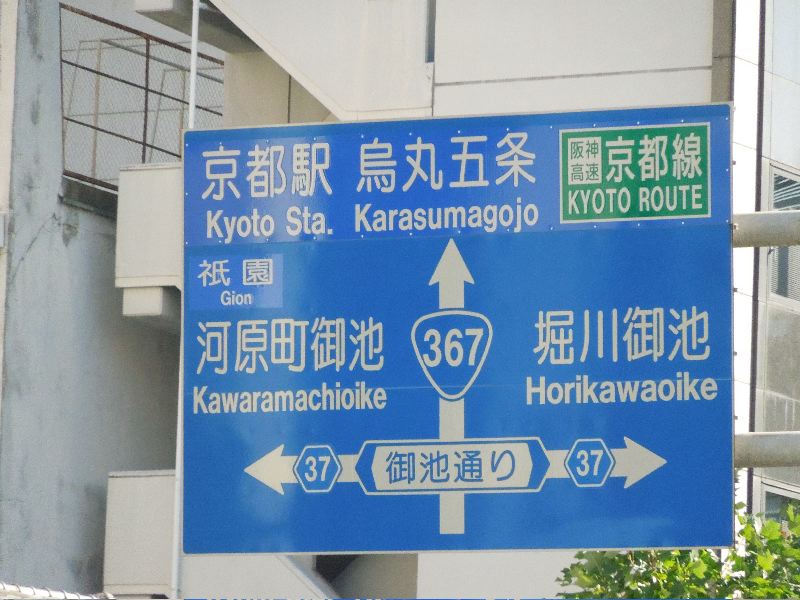 京都駅 烏丸五条
Kyoto Sta. Karasumagojo
阪神高速 京都線
KYOTO ROUTE
祇園
Gion
河原町御池
Kawaramachioike
367
堀川御池
Horikawaoike
37 御池通り 37